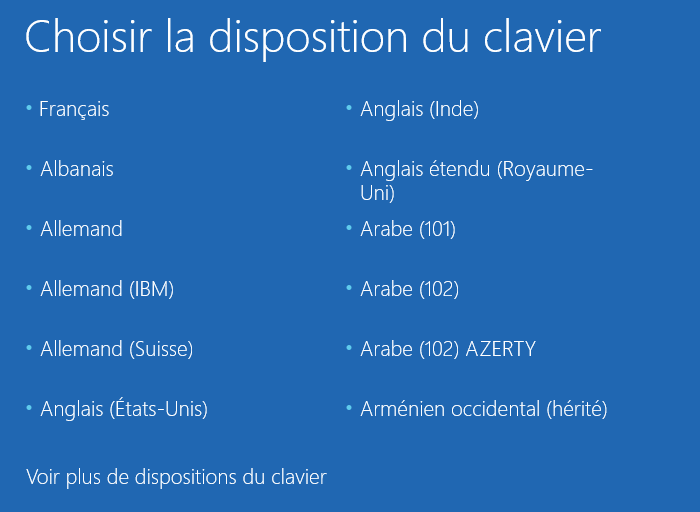 Choisir la disposition du clavier
• Français
• Albanais
• Allemand
• Allemand (IBM)
• Allemand (Suisse)
• Anglais (États-Unis)
• Anglais (Inde)
• Anglais étendu (Royaume-
Uni)
• Arabe (101)
• Arabe (102)
• Arabe (102) AZERTY
• Arménien occidental (hérité)
Voir plus de dispositions du clavier